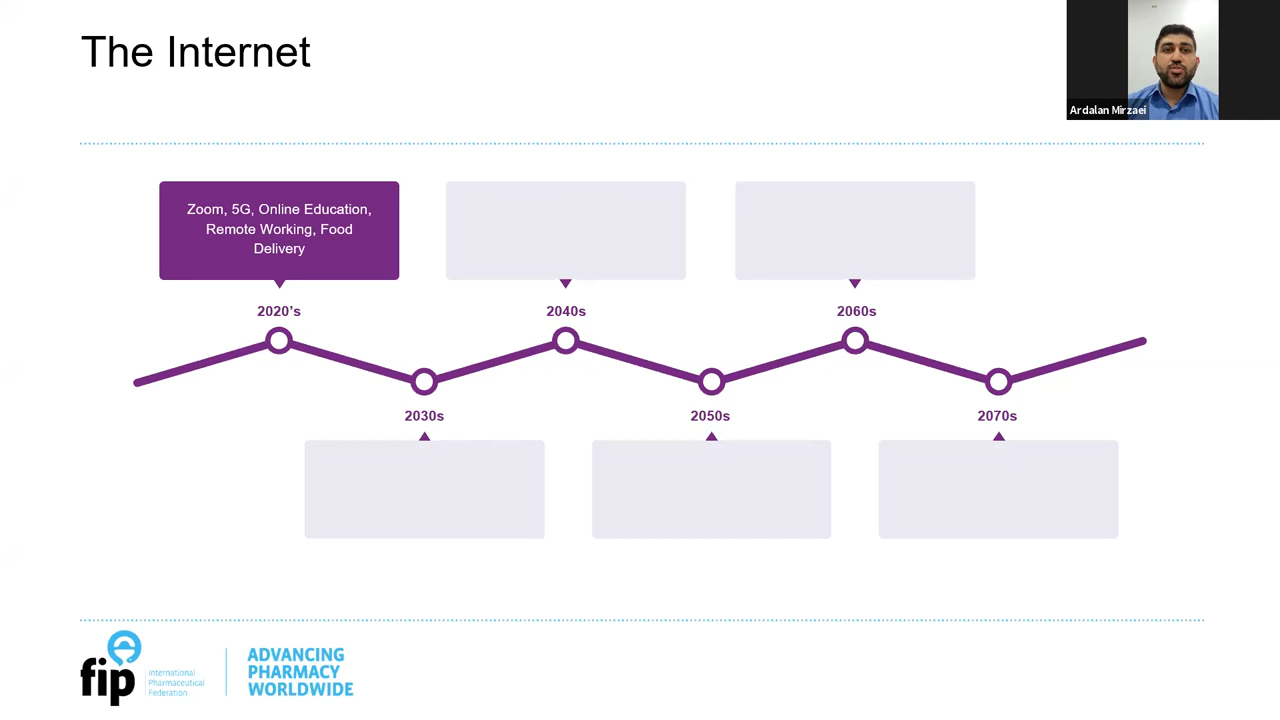 The Internet
Ardalan Mirzaei
Zoom, 5G, Online Education,
Remote Working, Food
Delivery
2020's
2040s
2060s
2030s
2050s
2070s
fip
International
Pharmaceutical
Federation
ADVANCING
PHARMACY
WORLDWIDE